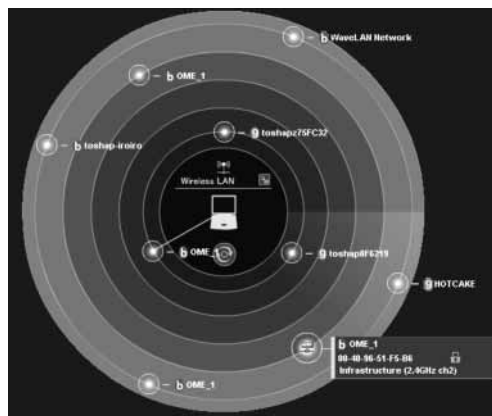 b WaveLAN Network
b OME_1
g toshapz75FC32
b toshap-iroiro
Wireless LAN
b OME_1
g toshap8F6219
g HOTCAKE
b OME_1
00-40-96-51-F5-B6
Infrastructure (2.4GHz ch2)
b OME_1